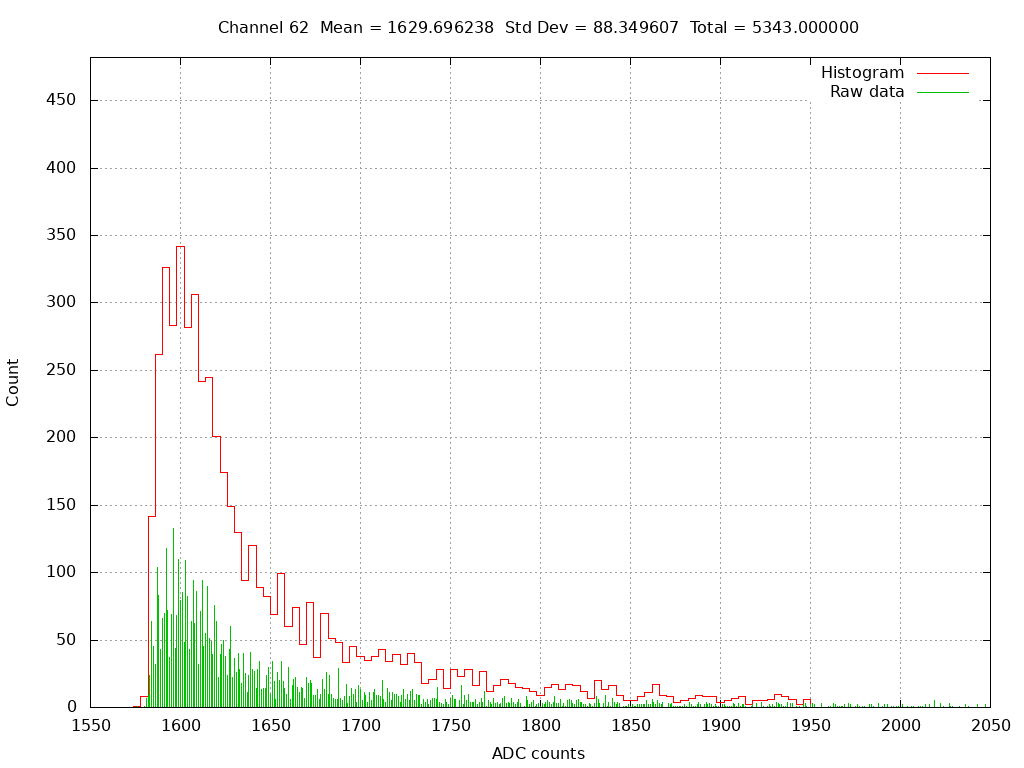 Channel 62  Mean = 1629.696238  Std Dev = 88.349607  Total = 5343.000000
Histogram
Raw data
450
400
350
300
250
200
150
100
50
0
Count
1550 1600 1650 1700 1750 1800 1850 1900 1950 2000 2050
ADC counts